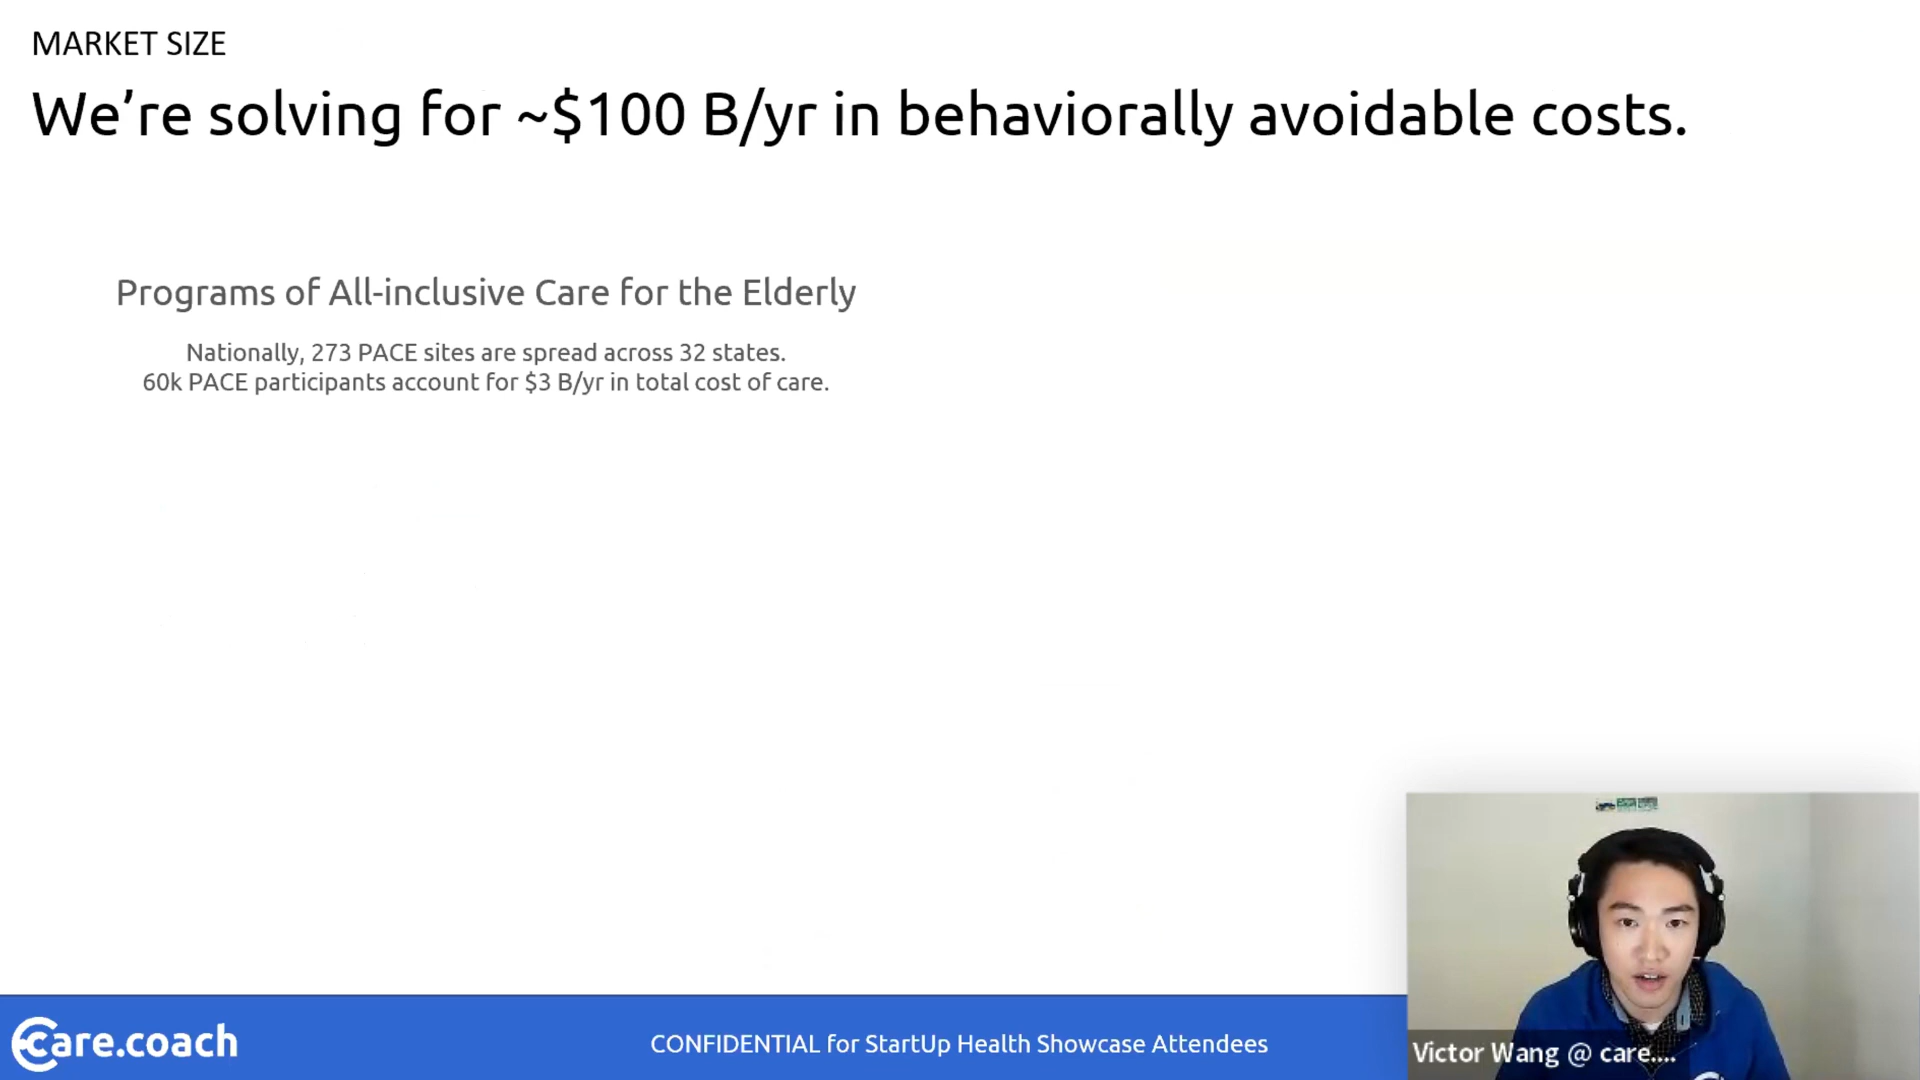 MARKET SIZE
We’re solving for ~$100 B/yr in behaviorally avoidable costs.
Programs of All-inclusive Care for the Elderly
Nationally, 273 PACE sites are spread across 32 states.
60k PACE participants account for $3 B/yr in total cost of care.
care.coach
CONFIDENTIAL for StartUp Health Showcase Attendees
Victor Wang @ care....